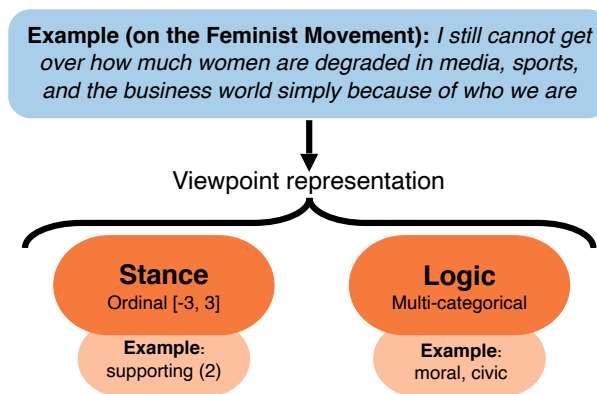 Example (on the Feminist Movement): I still cannot get
over how much women are degraded in media, sports,
and the business world simply because of who we are
Viewpoint representation
Stance
Ordinal [-3, 3]
Example:
supporting (2)
Logic
Multi-categorical
Example:
moral, civic